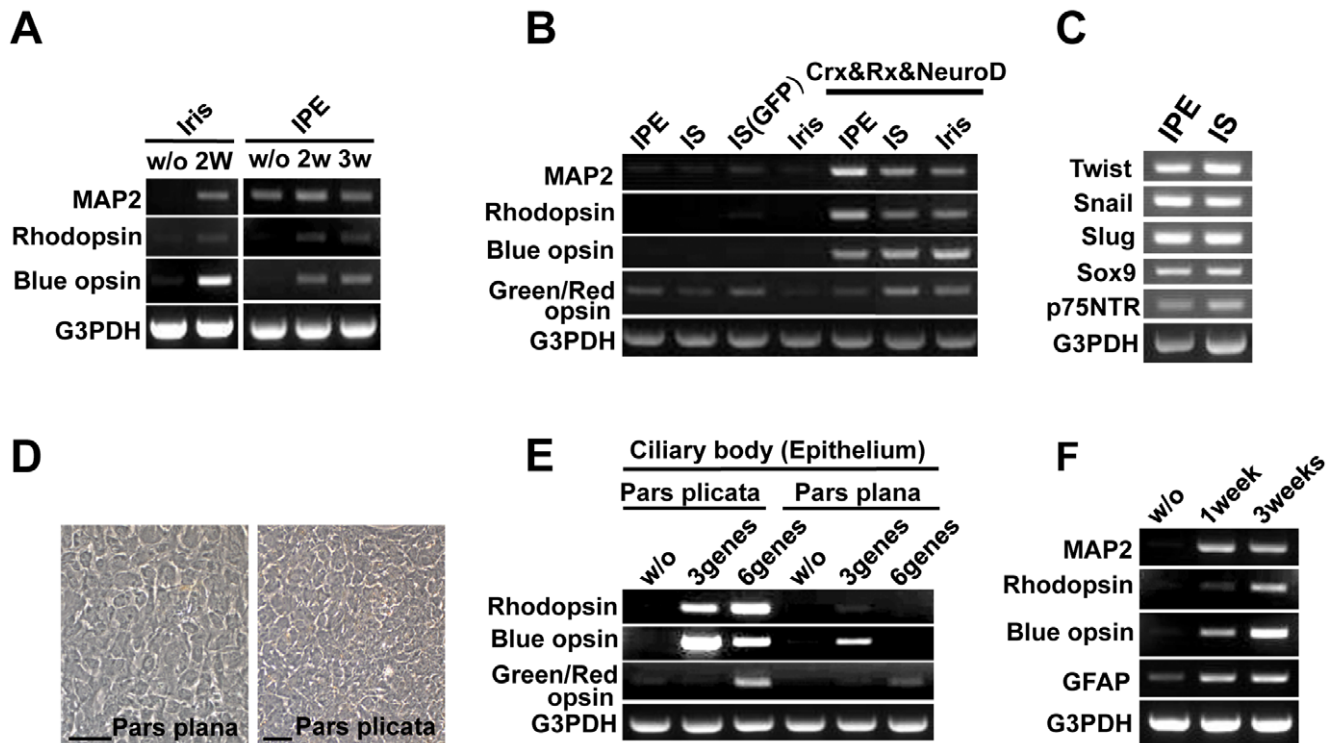 A
Iris IPE
w/o 2W w/o 2w 3w
MAP2
Rhodopsin
Blue opsin
G3PDH
B
Crx&Rx&NeuroD
IPE IS IS(GFP) Iris IPE IS Iris
MAP2
Rhodopsin
Blue opsin
Green/Red
opsin
G3PDH
C
IPE IS
Twist
Snail
Slug
Sox9
p75NTR
G3PDH
D
Pars plana Pars plicata
E
Ciliary body (Epithelium)
Pars plicata Pars plana
w/o 3genes 6genes w/o 3genes 6genes
Rhodopsin
Blue opsin
Green/Red
opsin
G3PDH
F
w/o 1week 3weeks
MAP2
Rhodopsin
Blue opsin
GFAP
G3PDH